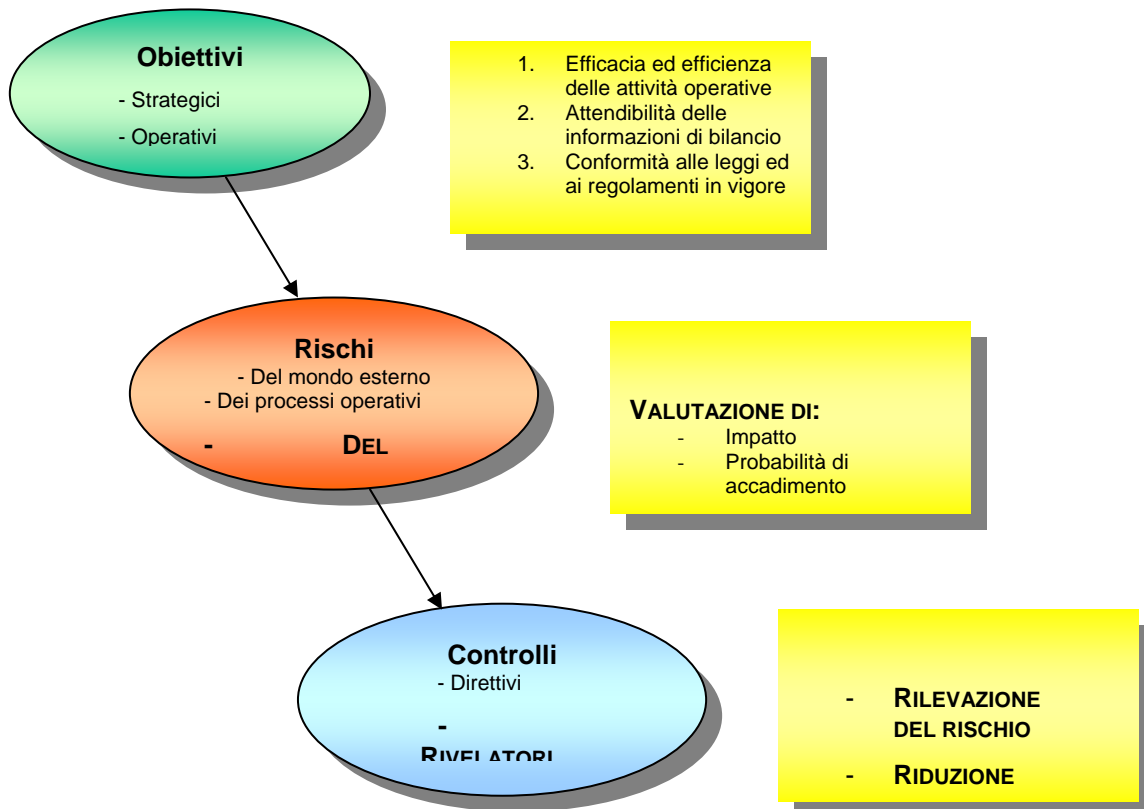 Obiettivi
- Strategici
- Operativi
1. Efficacia ed efficienza
delle attività operative
2. Attendibilità delle
informazioni di bilancio
3. Conformità alle leggi ed
ai regolamenti in vigore
Rischi
- Del mondo esterno
- Dei processi operativi
- DEL
VALUTAZIONE DI:
- Impatto
- Probabilità di
accadimento
Controlli
- Direttivi
-
RIVELATORI
- RILEVAZIONE
DEL RISCHIO
- RIDUZIONE